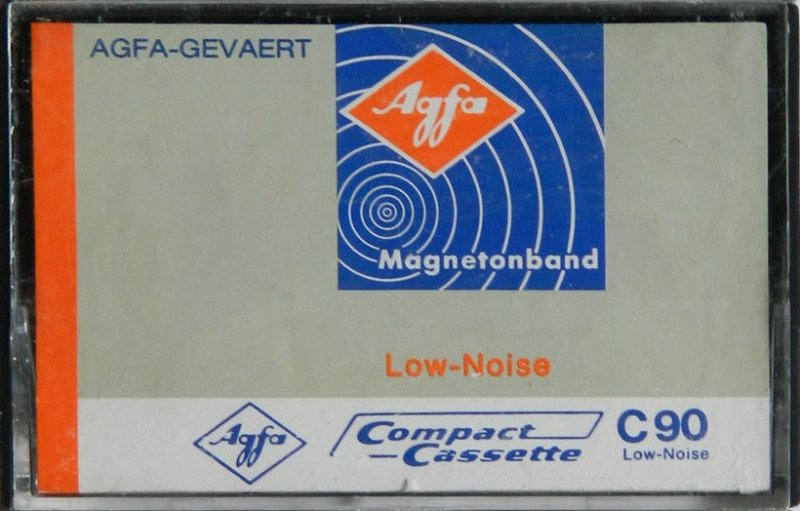 AGFA-GEVAERT
Agfa
Magnetonband
Low-Noise
Agfa
Compact
Cassette
C90
Low-Noise